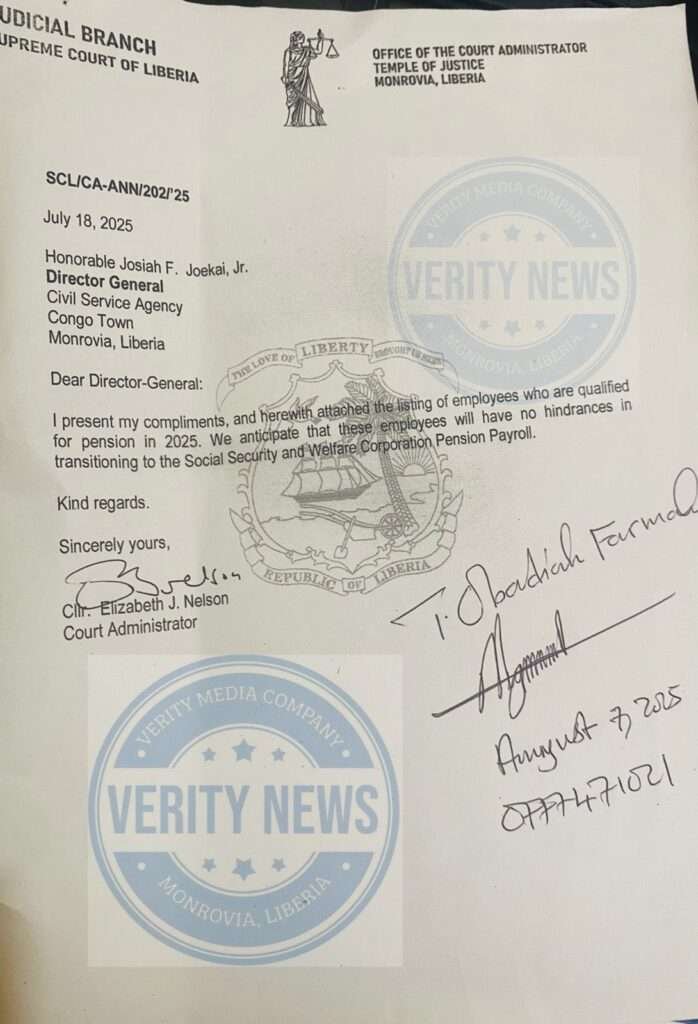 UDICIAL BRANCH
UPREME COURT OF LIBERIA
OFFICE OF THE COURT ADMINISTRATOR
TEMPLE OF JUSTICE
MONROVIA, LIBERIA
SCL/CA-ANN/202/'25
July 18, 2025
Honorable Josiah F. Joekai, Jr.
Director General
Civil Service Agency
Congo Town
Monrovia, Liberia
VERITY MEDIA COMPANY
VERITY NEWS
MONROVIA, LIBERIA
THE LOVE OF LIBERTY BROUGHT US HERE
Dear Director-General:
I present my compliments, and herewith attached the listing of employees who are qualified
for pension in 2025. We anticipate that these employees will have no hindrances in
transitioning to the Social Security and Welfare Corporation Pension Payroll.
Kind regards.
REPUBLIC OF LIBERIA
Sincerely yours,
Cllr. Elizabeth J. Nelson
Court Administrator
T. Obadiah Farmah
August 7, 2025
0777471021
VERITY MEDIA COMPANY
VERITY NEWS
MONROVIA, LIBERIA